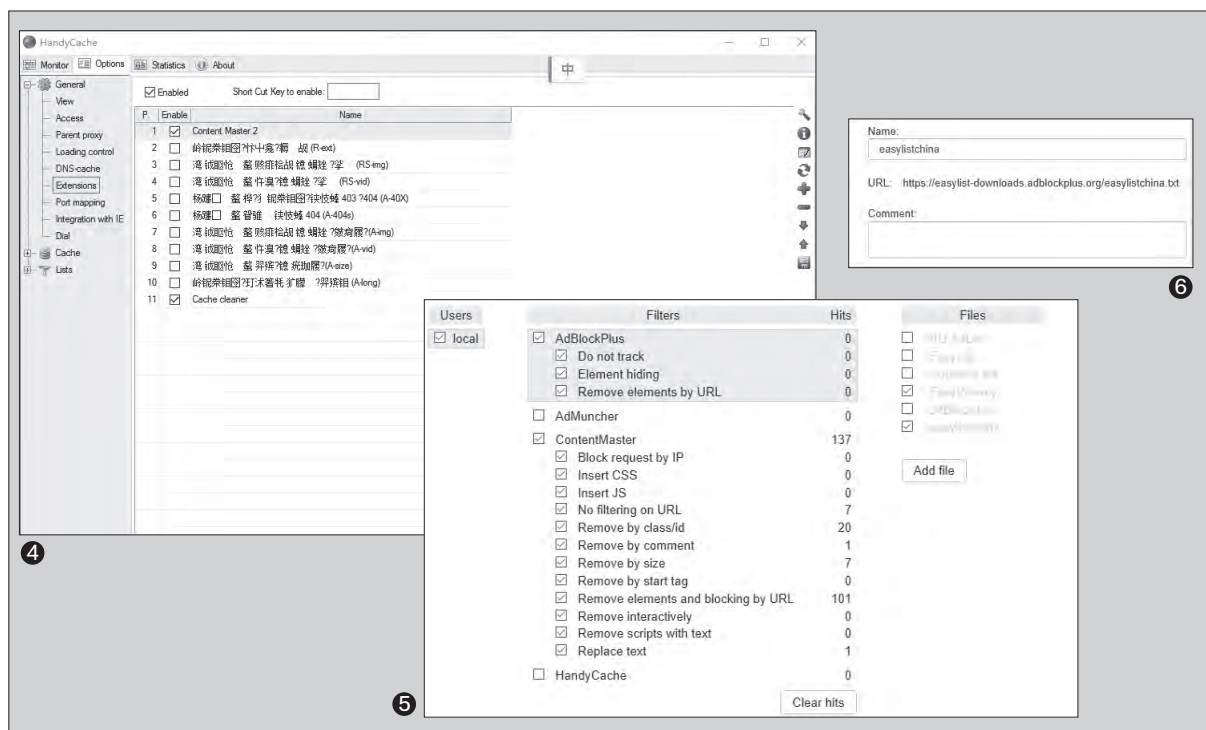 HandyCache
Monitor Options Statistics About
中
General
View
Access
Parent proxy
Loading control
DNS-cache
Extensions
Port mapping
Integration with IE
Dial
Cache
Lists
Enabled Short Cut Key to enable:
P. Enable Name
1 Content Master 2
2 (R-ext)
3 (RS-img)
4 (RS-vid)
5 403 ?404 (A-40X)
6 404 (A-404s)
7 (A-img)
8 (A-vid)
9 (A-size)
10 (A-long)
11 Cache cleaner
4
Name:
easylistchina
URL: https://easylist-downloads.adblockplus.org/easylistchina.txt
Comment:
6
Users Filters Hits Files
local
AdBlockPlus 0
Do not track 0
Element hiding 0
Remove elements by URL 0
AdMuncher 0
ContentMaster 137
Block request by IP 0
Insert CSS 0
Insert JS 0
No filtering on URL 7
Remove by class/id 20
Remove by comment 1
Remove by size 7
Remove by start tag 0
Remove elements and blocking by URL 101
Remove interactively 0
Remove scripts with text 0
Replace text 1
HandyCache 0
Add file
Clear hits
5